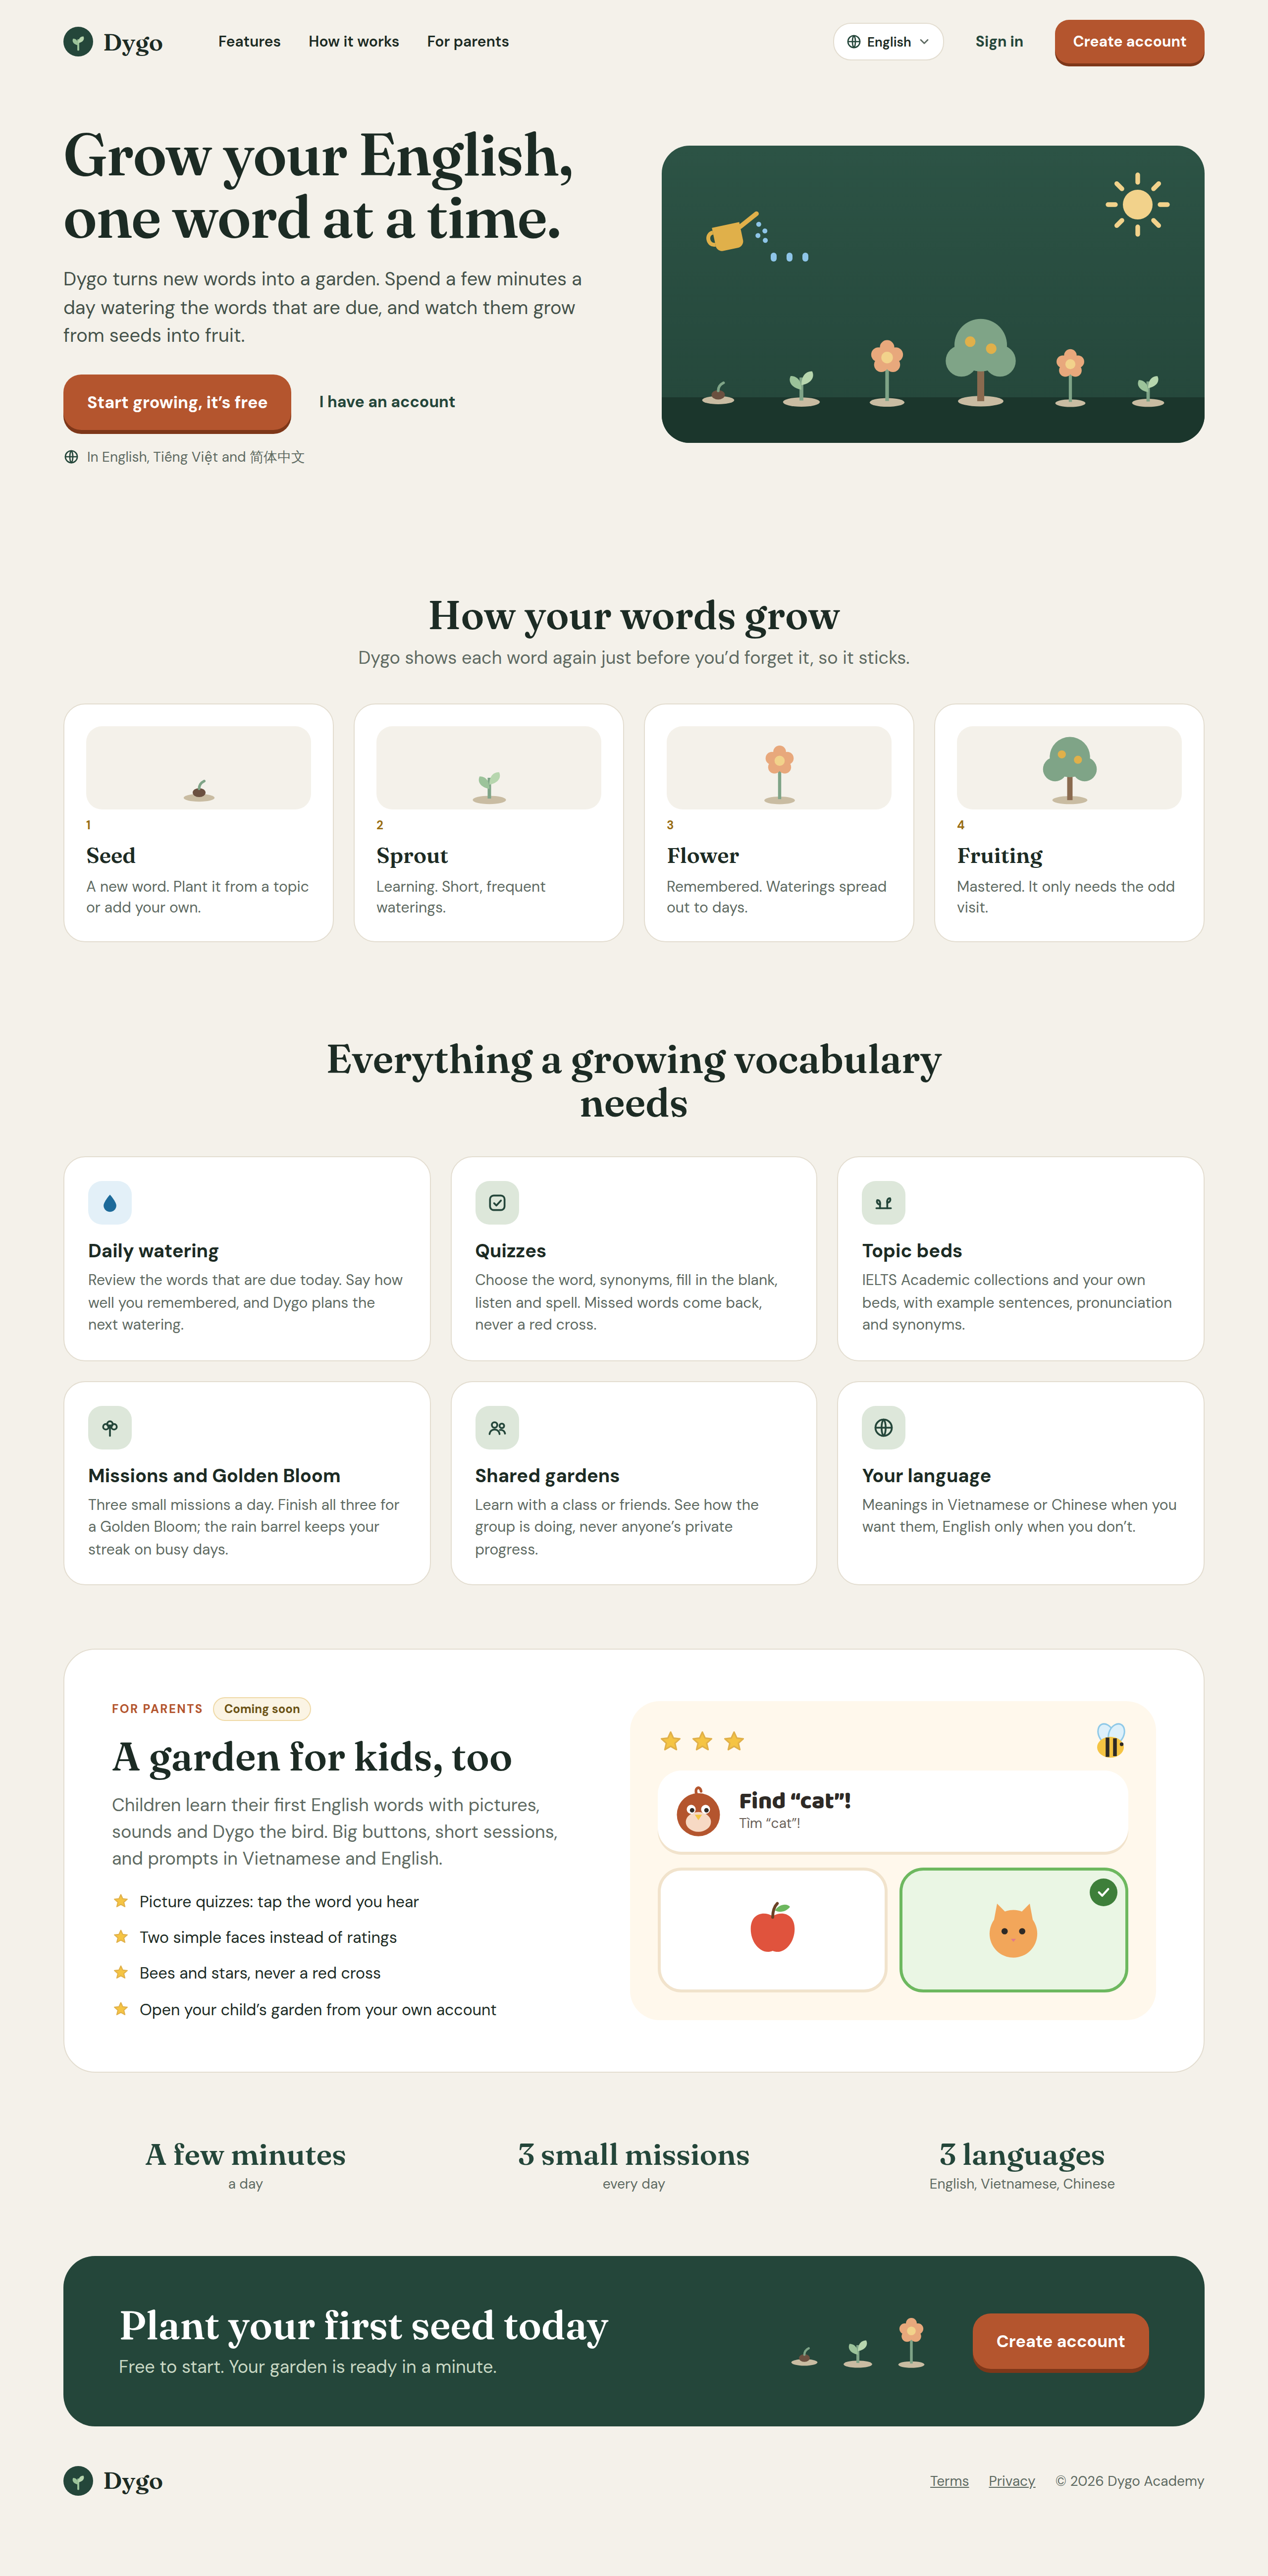 Dygo
Features
How it works
For parents
English
Sign in
Create account
Grow your English,
one word at a time.
Dygo turns new words into a garden. Spend a few minutes a
day watering the words that are due, and watch them grow
from seeds into fruit.
Start growing, it’s free
I have an account
In English, Tiếng Việt and 简体中文
How your words grow
Dygo shows each word again just before you’d forget it, so it sticks.
1
Seed
A new word. Plant it from a topic
or add your own.
2
Sprout
Learning. Short, frequent
waterings.
3
Flower
Remembered. Waterings spread
out to days.
4
Fruiting
Mastered. It only needs the odd
visit.
Everything a growing vocabulary
needs
Daily watering
Review the words that are due today. Say how
well you remembered, and Dygo plans the
next watering.
Quizzes
Choose the word, synonyms, fill in the blank,
listen and spell. Missed words come back,
never a red cross.
Topic beds
IELTS Academic collections and your own
beds, with example sentences, pronunciation
and synonyms.
Missions and Golden Bloom
Three small missions a day. Finish all three for
a Golden Bloom; the rain barrel keeps your
streak on busy days.
Shared gardens
Learn with a class or friends. See how the
group is doing, never anyone’s private
progress.
Your language
Meanings in Vietnamese or Chinese when you
want them, English only when you don’t.
FOR PARENTS
Coming soon
A garden for kids, too
Children learn their first English words with pictures,
sounds and Dygo the bird. Big buttons, short sessions,
and prompts in Vietnamese and English.
Picture quizzes: tap the word you hear
Two simple faces instead of ratings
Bees and stars, never a red cross
Open your child’s garden from your own account
Find “cat”!
Tìm “cat”!
A few minutes
a day
3 small missions
every day
3 languages
English, Vietnamese, Chinese
Plant your first seed today
Free to start. Your garden is ready in a minute.
Create account
Dygo
Terms
Privacy
© 2026 Dygo Academy